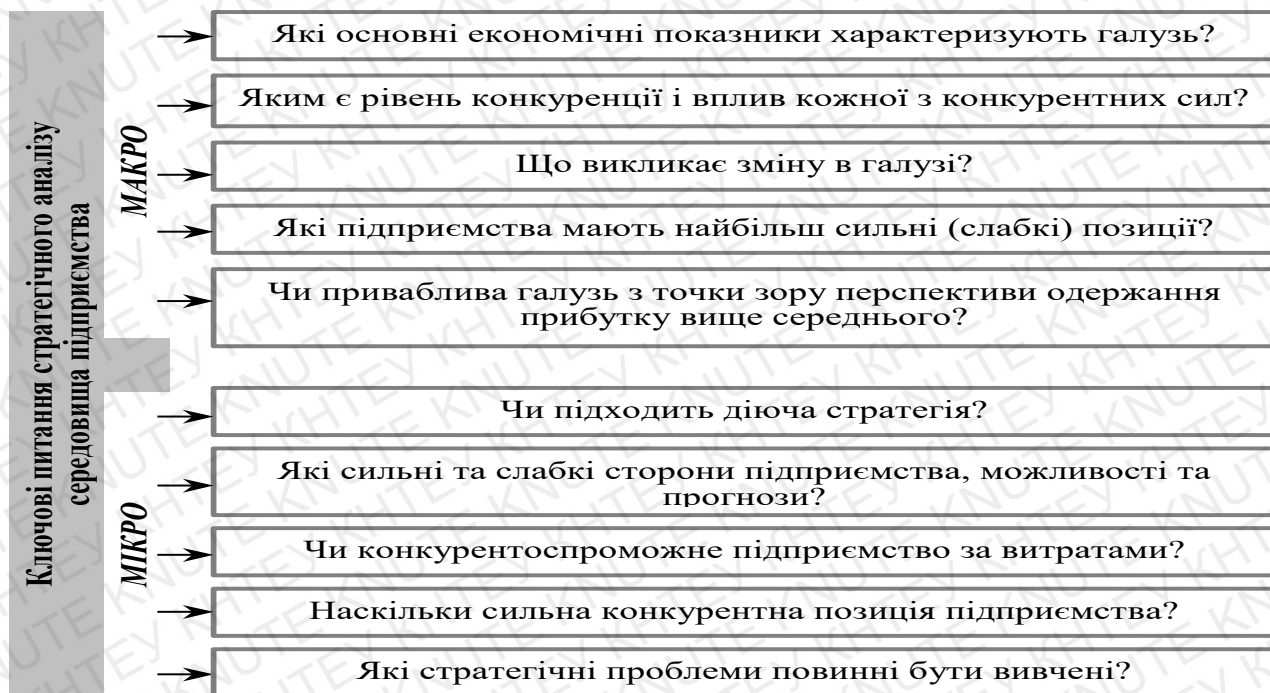 Ключові питання стратегічного аналізу
середовища підприємства
МАКРО
Які основні економічні показники характеризують галузь?
Яким є рівень конкуренції і вплив кожної з конкурентних сил?
Що викликає зміну в галузі?
Які підприємства мають найбільш сильні (слабкі) позиції?
Чи приваблива галузь з точки зору перспективи одержання
прибутку вище середнього?
МІКРО
Чи підходить діюча стратегія?
Які сильні та слабкі сторони підприємства, можливості та
прогнози?
Чи конкурентоспроможне підприємство за витратами?
Наскільки сильна конкурентна позиція підприємства?
Які стратегічні проблеми повинні бути вивчені?